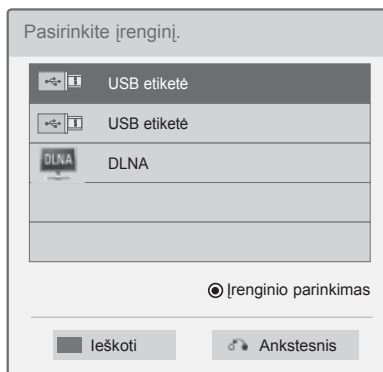 Pasirinkite įrenginį.
USB etiketė
USB etiketė
DLNA DLNA
Įrenginio parinkimas
Ieškoti Ankstesnis